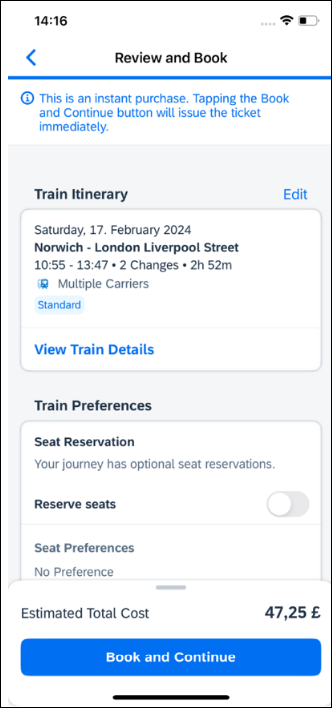 14:16
Review and Book
This is an instant purchase. Tapping the Book
and Continue button will issue the ticket
immediately.
Train Itinerary
Edit
Saturday, 17. February 2024
Norwich - London Liverpool Street
10:55 - 13:47 • 2 Changes • 2h 52m
Multiple Carriers
Standard
View Train Details
Train Preferences
Seat Reservation
Your journey has optional seat reservations.
Reserve seats
Seat Preferences
No Preference
Estimated Total Cost
47,25 £
Book and Continue